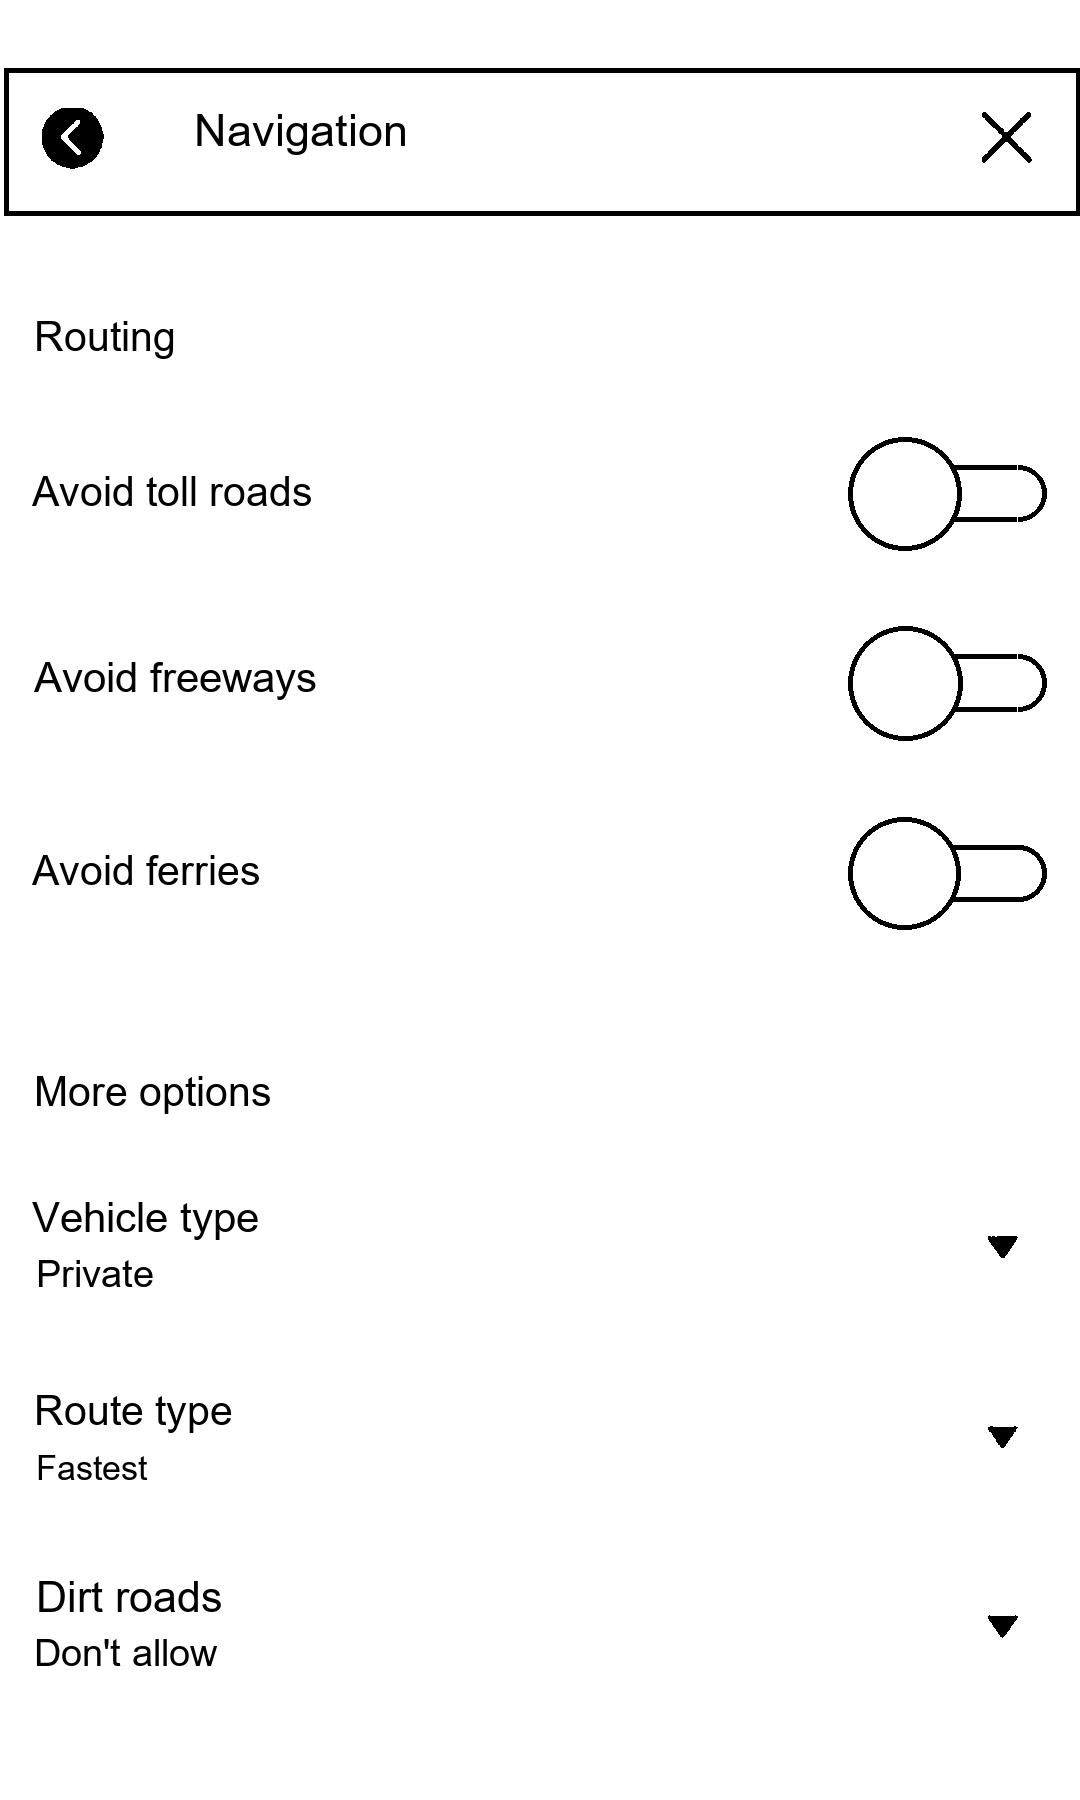 Navigation
Routing
Avoid toll roads
Avoid freeways
Avoid ferries
More options
Vehicle type
Private
Route type
Fastest
Dirt roads
Don't allow